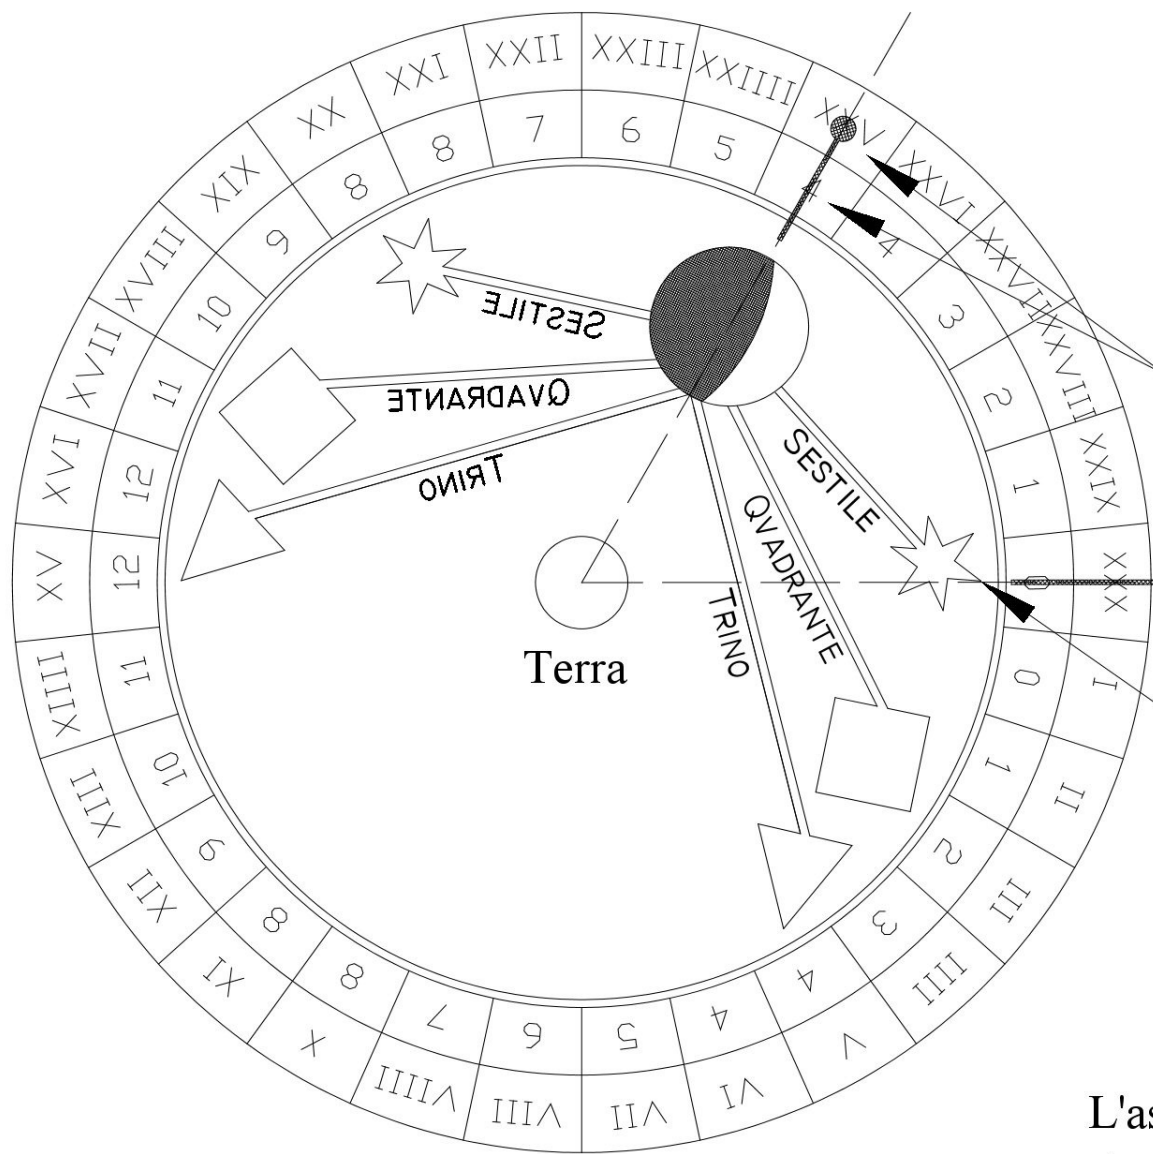 XXIII
XXIIII
XXV
XXVI
XXVII
XXVIII
XXIX
XXX
I
II
III
IIII
V
VI
VII
VIII
VIIII
X
XI
XII
XIII
XIIII
XV
XVI
XVII
XVIII
XIX
XX
XXI
XXII
6
5
4
4
3
2
1
0
0
1
2
3
4
4
5
6
7
8
8
9
10
11
12
12
11
10
9
8
8
7
SESTILE
QVADRANTE
TRINO
SESTILE
QVADRANTE
TRINO
Terra
L'as